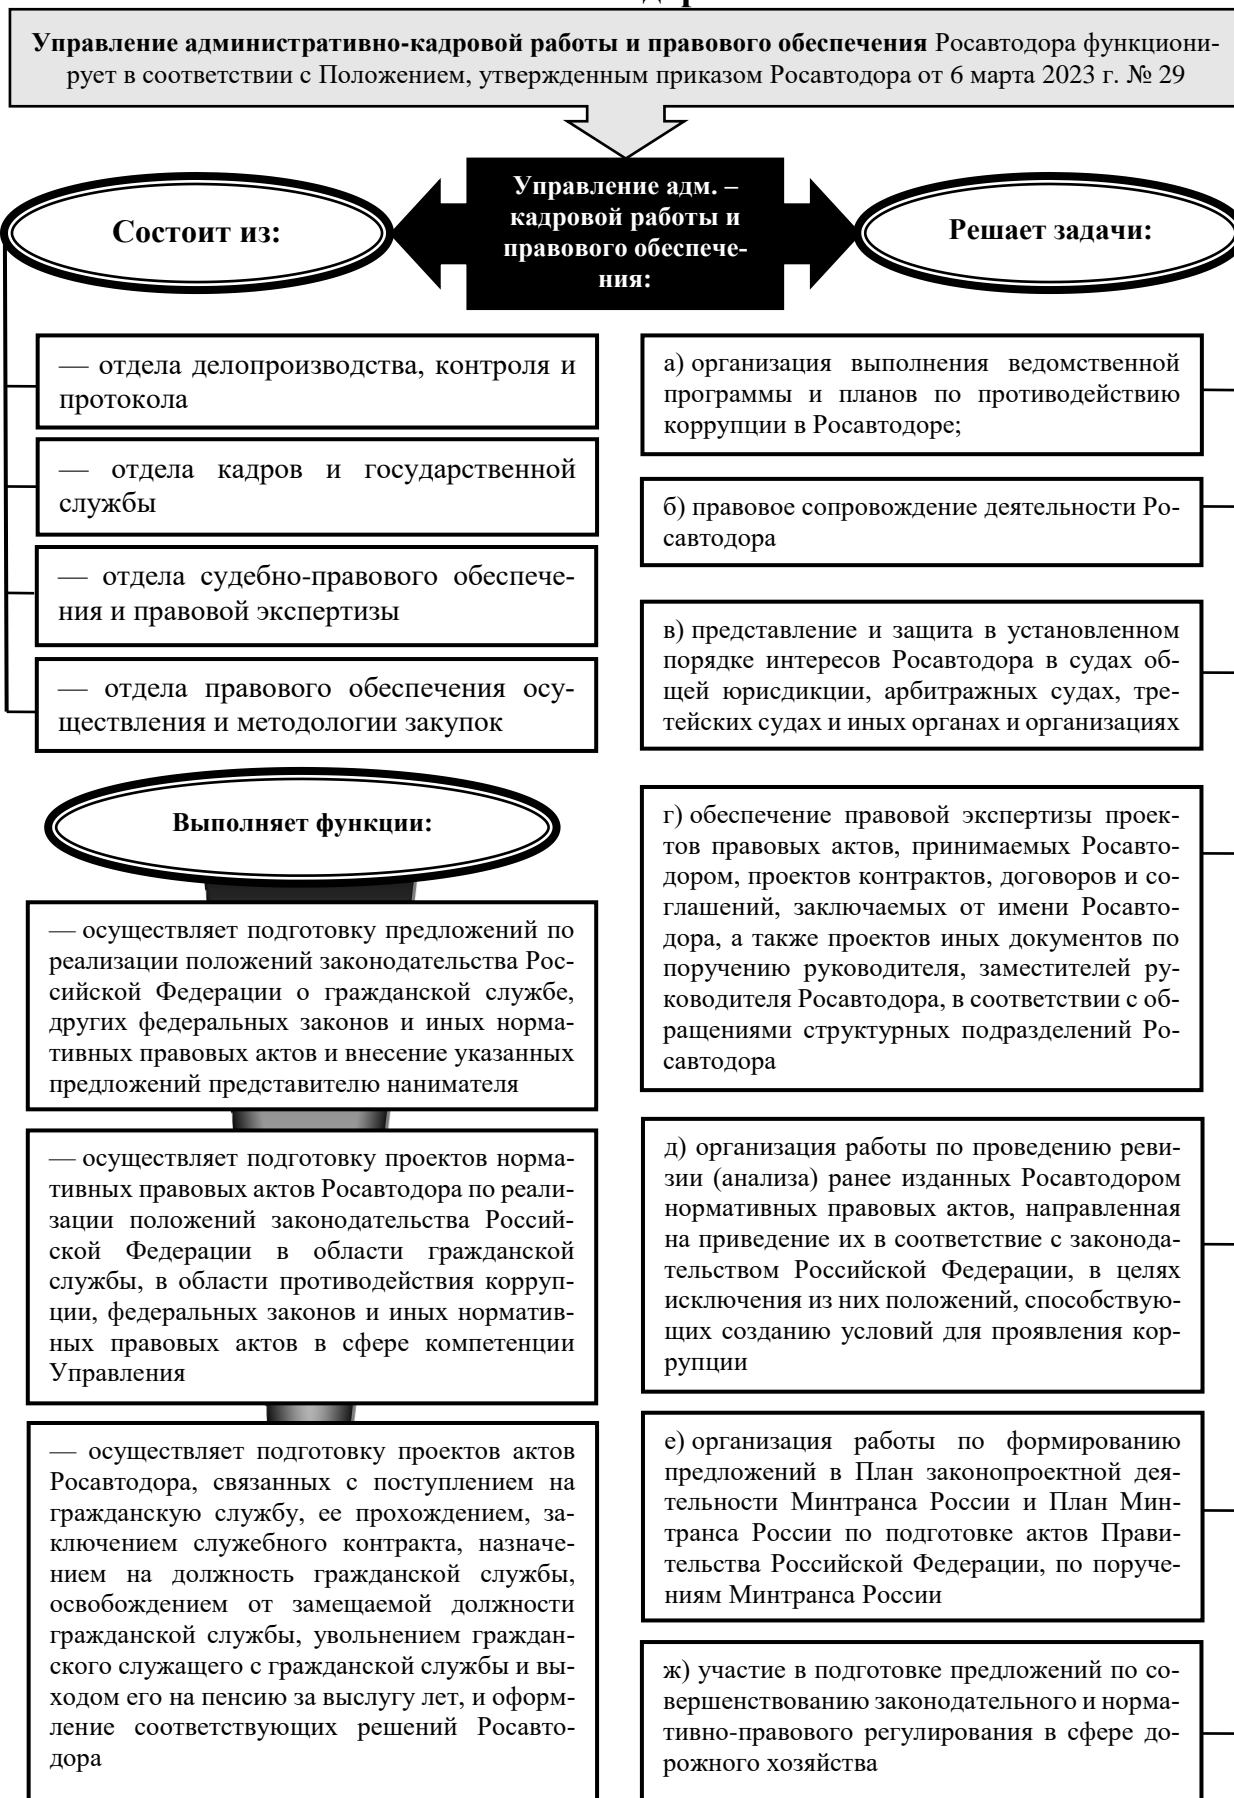 Управление административно-кадровой работы и правового обеспечения Росавтодора функциони-
рует в соответствии с Положением, утвержденным приказом Росавтодора от 6 марта 2023 г. № 29
Управление адм. –
кадровой работы и
правового обеспече-
ния:
Состоит из:
— отдела делопроизводства, контроля и
протокола
— отдела кадров и государственной
службы
— отдела судебно-правового обеспече-
ния и правовой экспертизы
— отдела правового обеспечения осу-
ществления и методологии закупок
Выполняет функции:
— осуществляет подготовку предложений по
реализации положений законодательства Рос-
сийской Федерации о гражданской службе,
других федеральных законов и иных норма-
тивных правовых актов и внесение указанных
предложений представителю нанимателя
— осуществляет подготовку проектов норма-
тивных правовых актов Росавтодора по реали-
зации положений законодательства Россий-
ской Федерации в области гражданской
службы, в области противодействия корруп-
ции, федеральных законов и иных норматив-
ных правовых актов в сфере компетенции
Управления
— осуществляет подготовку проектов актов
Росавтодора, связанных с поступлением на
гражданскую службу, ее прохождением, за-
ключением служебного контракта, назначе-
нием на должность гражданской службы,
освобождением от замещаемой должности
гражданской службы, увольнением граждан-
ского служащего с гражданской службы и вы-
ходом его на пенсию за выслугу лет, и оформ-
ление соответствующих решений Росавто-
дора
Решает задачи:
а) организация выполнения ведомственной
программы и планов по противодействию
коррупции в Росавтодоре;
б) правовое сопровождение деятельности Ро-
савтодора
в) представление и защита в установленном
порядке интересов Росавтодора в судах об-
щей юрисдикции, арбитражных судах, тре-
тейских судах и иных органах и организациях
г) обеспечение правовой экспертизы проек-
тов правовых актов, принимаемых Росавто-
дором, проектов контрактов, договоров и со-
глашений, заключаемых от имени Росавто-
дора, а также проектов иных документов по
поручению руководителя, заместителей ру-
ководителя Росавтодора, в соответствии с об-
ращениями структурных подразделений Ро-
савтодора
д) организация работы по проведению реви-
зии (анализа) ранее изданных Росавтодором
нормативных правовых актов, направленная
на приведение их в соответствие с законода-
тельством Российской Федерации, в целях
исключения из них положений, способствую-
щих созданию условий для проявления кор-
рупции
е) организация работы по формированию
предложений в План законопроектной дея-
тельности Минтранса России и План Мин-
транса России по подготовке актов Прави-
тельства Российской Федерации, по поруче-
ниям Минтранса России
ж) участие в подготовке предложений по со-
вершенствованию законодательного и норма-
тивно-правового регулирования в сфере до-
рожного хозяйства